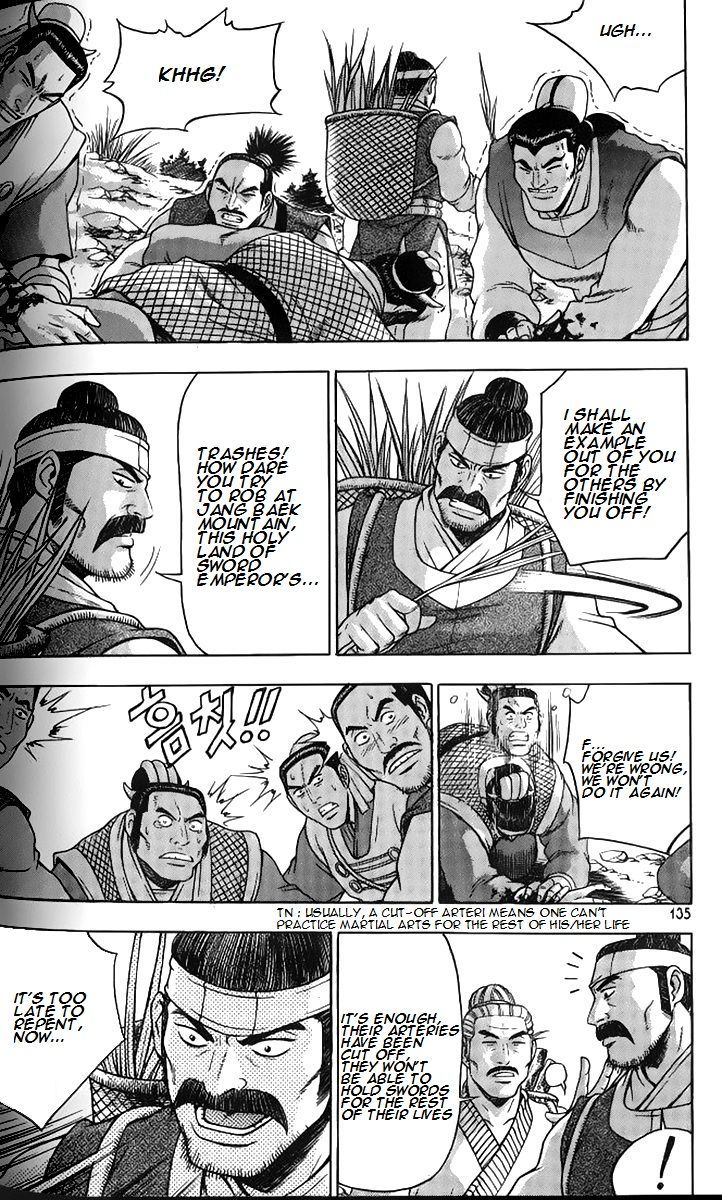 KHHG!
UGH...
TRASHES!
HOW DARE
YOU TRY
TO ROB AT
JANG BAEK
MOUNTAIN,
THIS HOLY
LAND OF
SWORD
EMPEROR'S...
I SHALL
MAKE AN
EXAMPLE
OUT OF YOU
FOR THE
OTHERS BY
FINISHING
YOU OFF!
흠칫!!
F...
FORGIVE US!
WE'RE WRONG,
WE WON'T
DO IT AGAIN!
TN : USUALLY, A CUT-OFF ARTERI MEANS ONE CAN'T
PRACTICE MARTIAL ARTS FOR THE REST OF HIS/HER LIFE
135
IT'S TOO
LATE TO
REPENT,
NOW...
IT'S ENOUGH,
THEIR ARTERIES
HAVE BEEN
CUT OFF,
THEY WON'T
BE ABLE TO
HOLD SWORDS
FOR THE REST
OF THEIR LIVES
!